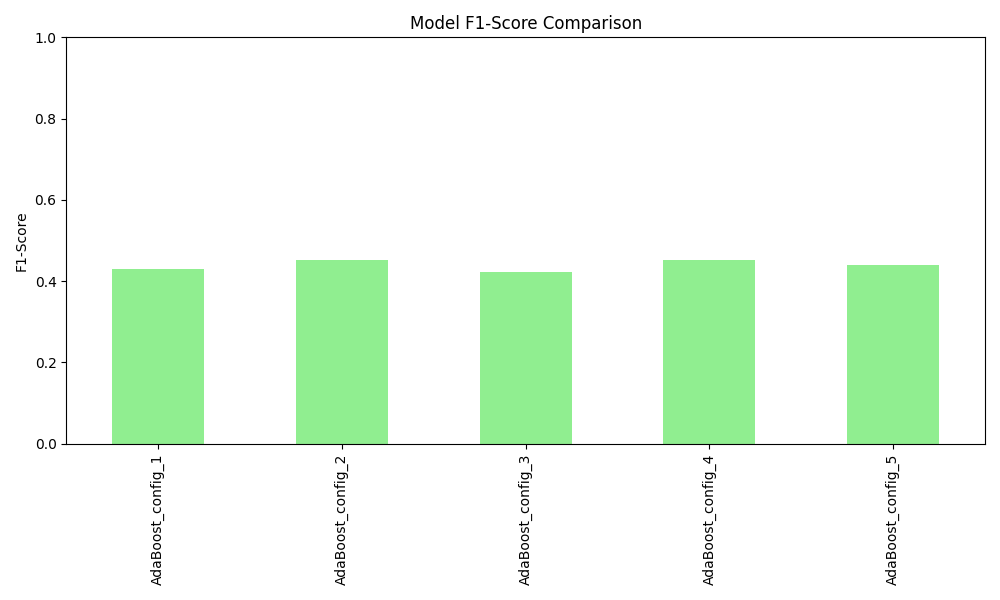 Model F1-Score Comparison
F1-Score
1.0
0.8
0.6
0.4
0.2
0.0
AdaBoost_config_1
AdaBoost_config_2
AdaBoost_config_3
AdaBoost_config_4
AdaBoost_config_5